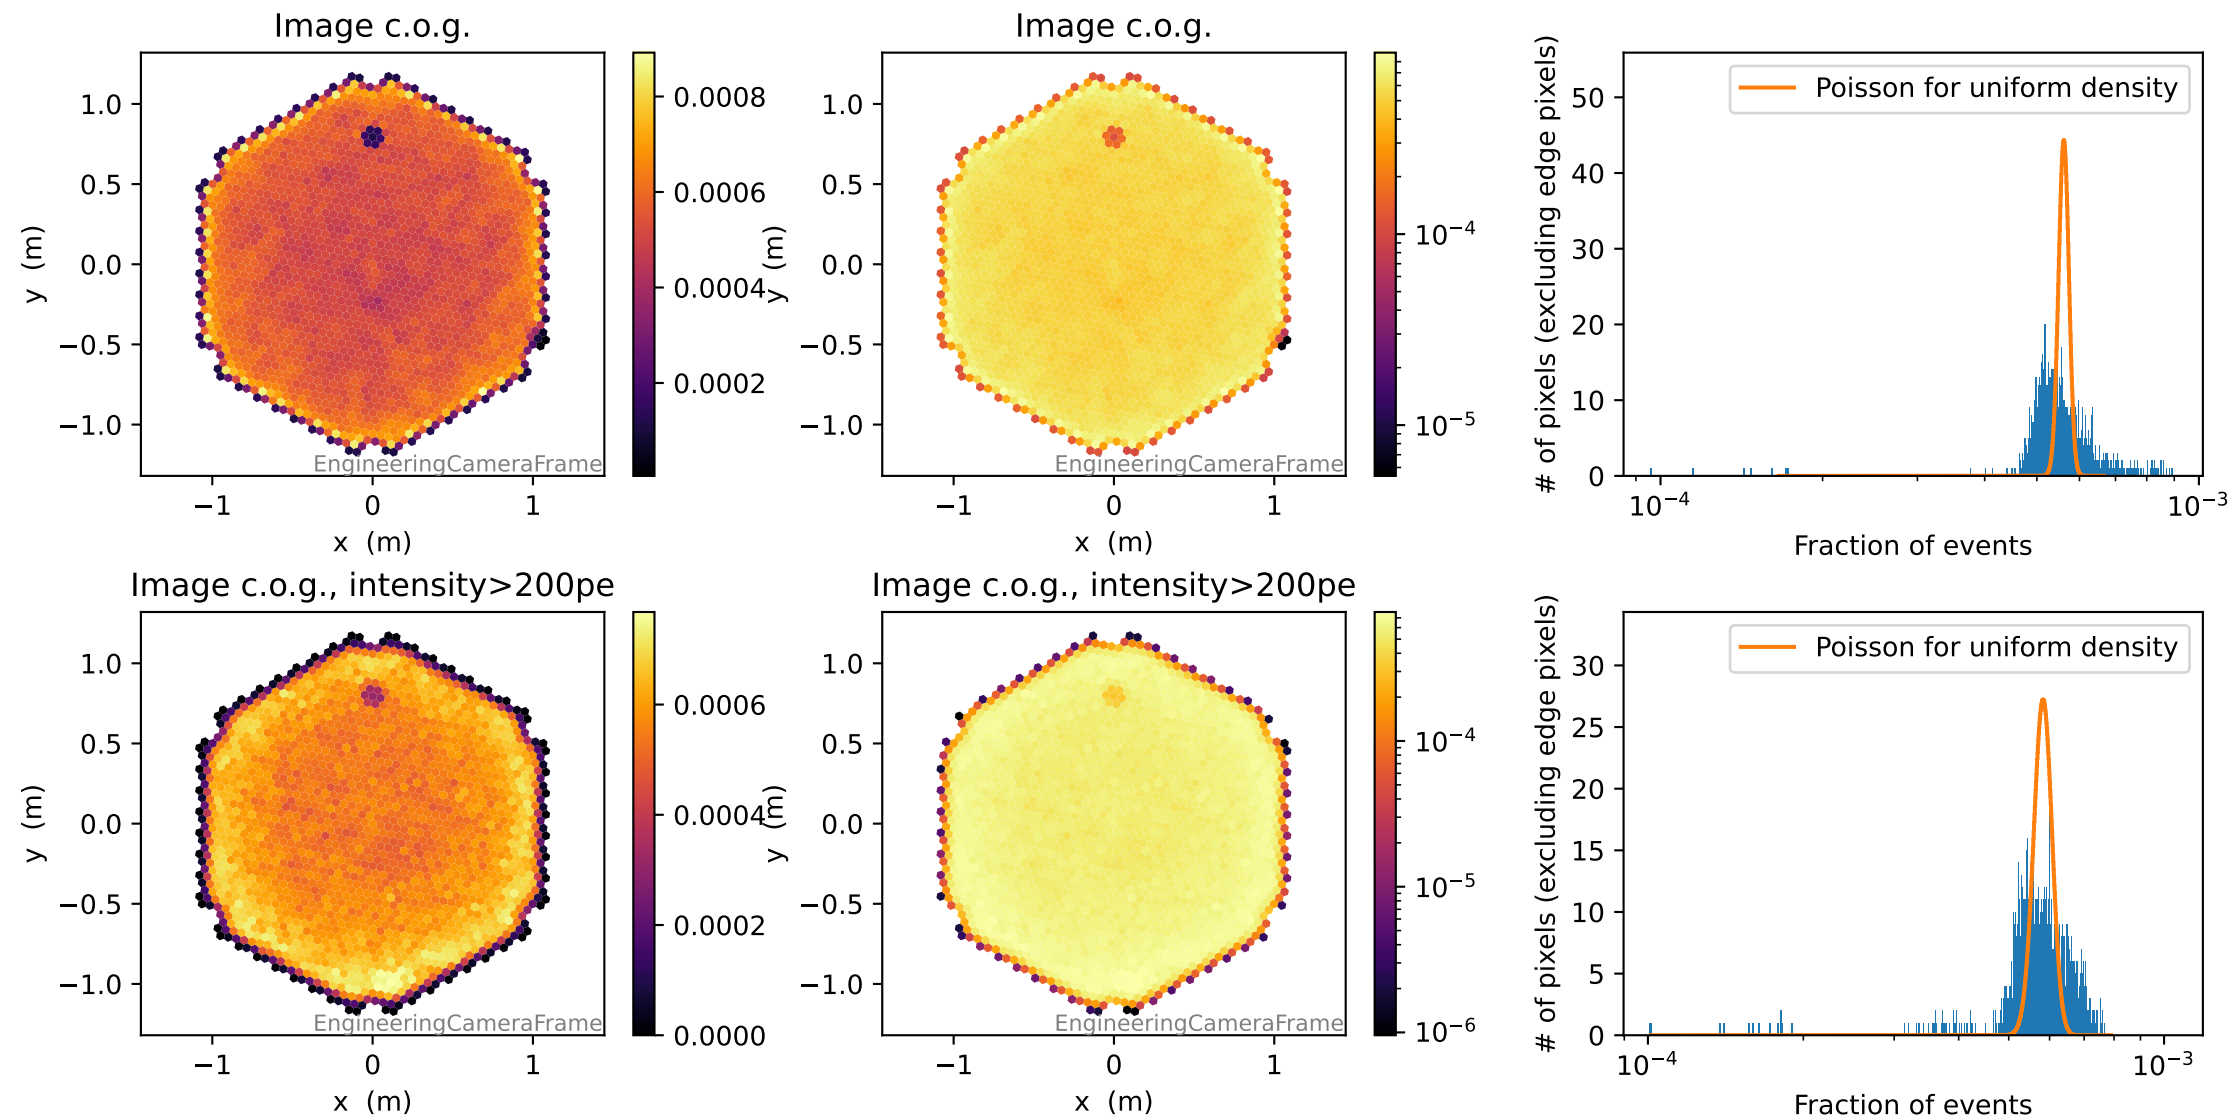 Image c.o.g.
y (m)
1.0
0.5
0.0
−0.5
−1.0
EngineeringCameraFrame
−1 0 1
x (m)
0.0008
0.0006
0.0004
0.0002
Image c.o.g.
y (m)
1.0
0.5
0.0
−0.5
−1.0
EngineeringCameraFrame
−1 0 1
x (m)
10−4
10−5
# of pixels (excluding edge pixels)
50
40
30
20
10
0
Poisson for uniform density
10−4 10−3
Fraction of events
Image c.o.g., intensity>200pe
y (m)
1.0
0.5
0.0
−0.5
−1.0
EngineeringCameraFrame
−1 0 1
x (m)
0.0006
0.0004
0.0002
0.0000
Image c.o.g., intensity>200pe
y (m)
1.0
0.5
0.0
−0.5
−1.0
EngineeringCameraFrame
−1 0 1
x (m)
10−4
10−5
10−6
# of pixels (excluding edge pixels)
30
25
20
15
10
5
0
Poisson for uniform density
10−4 10−3
Fraction of events